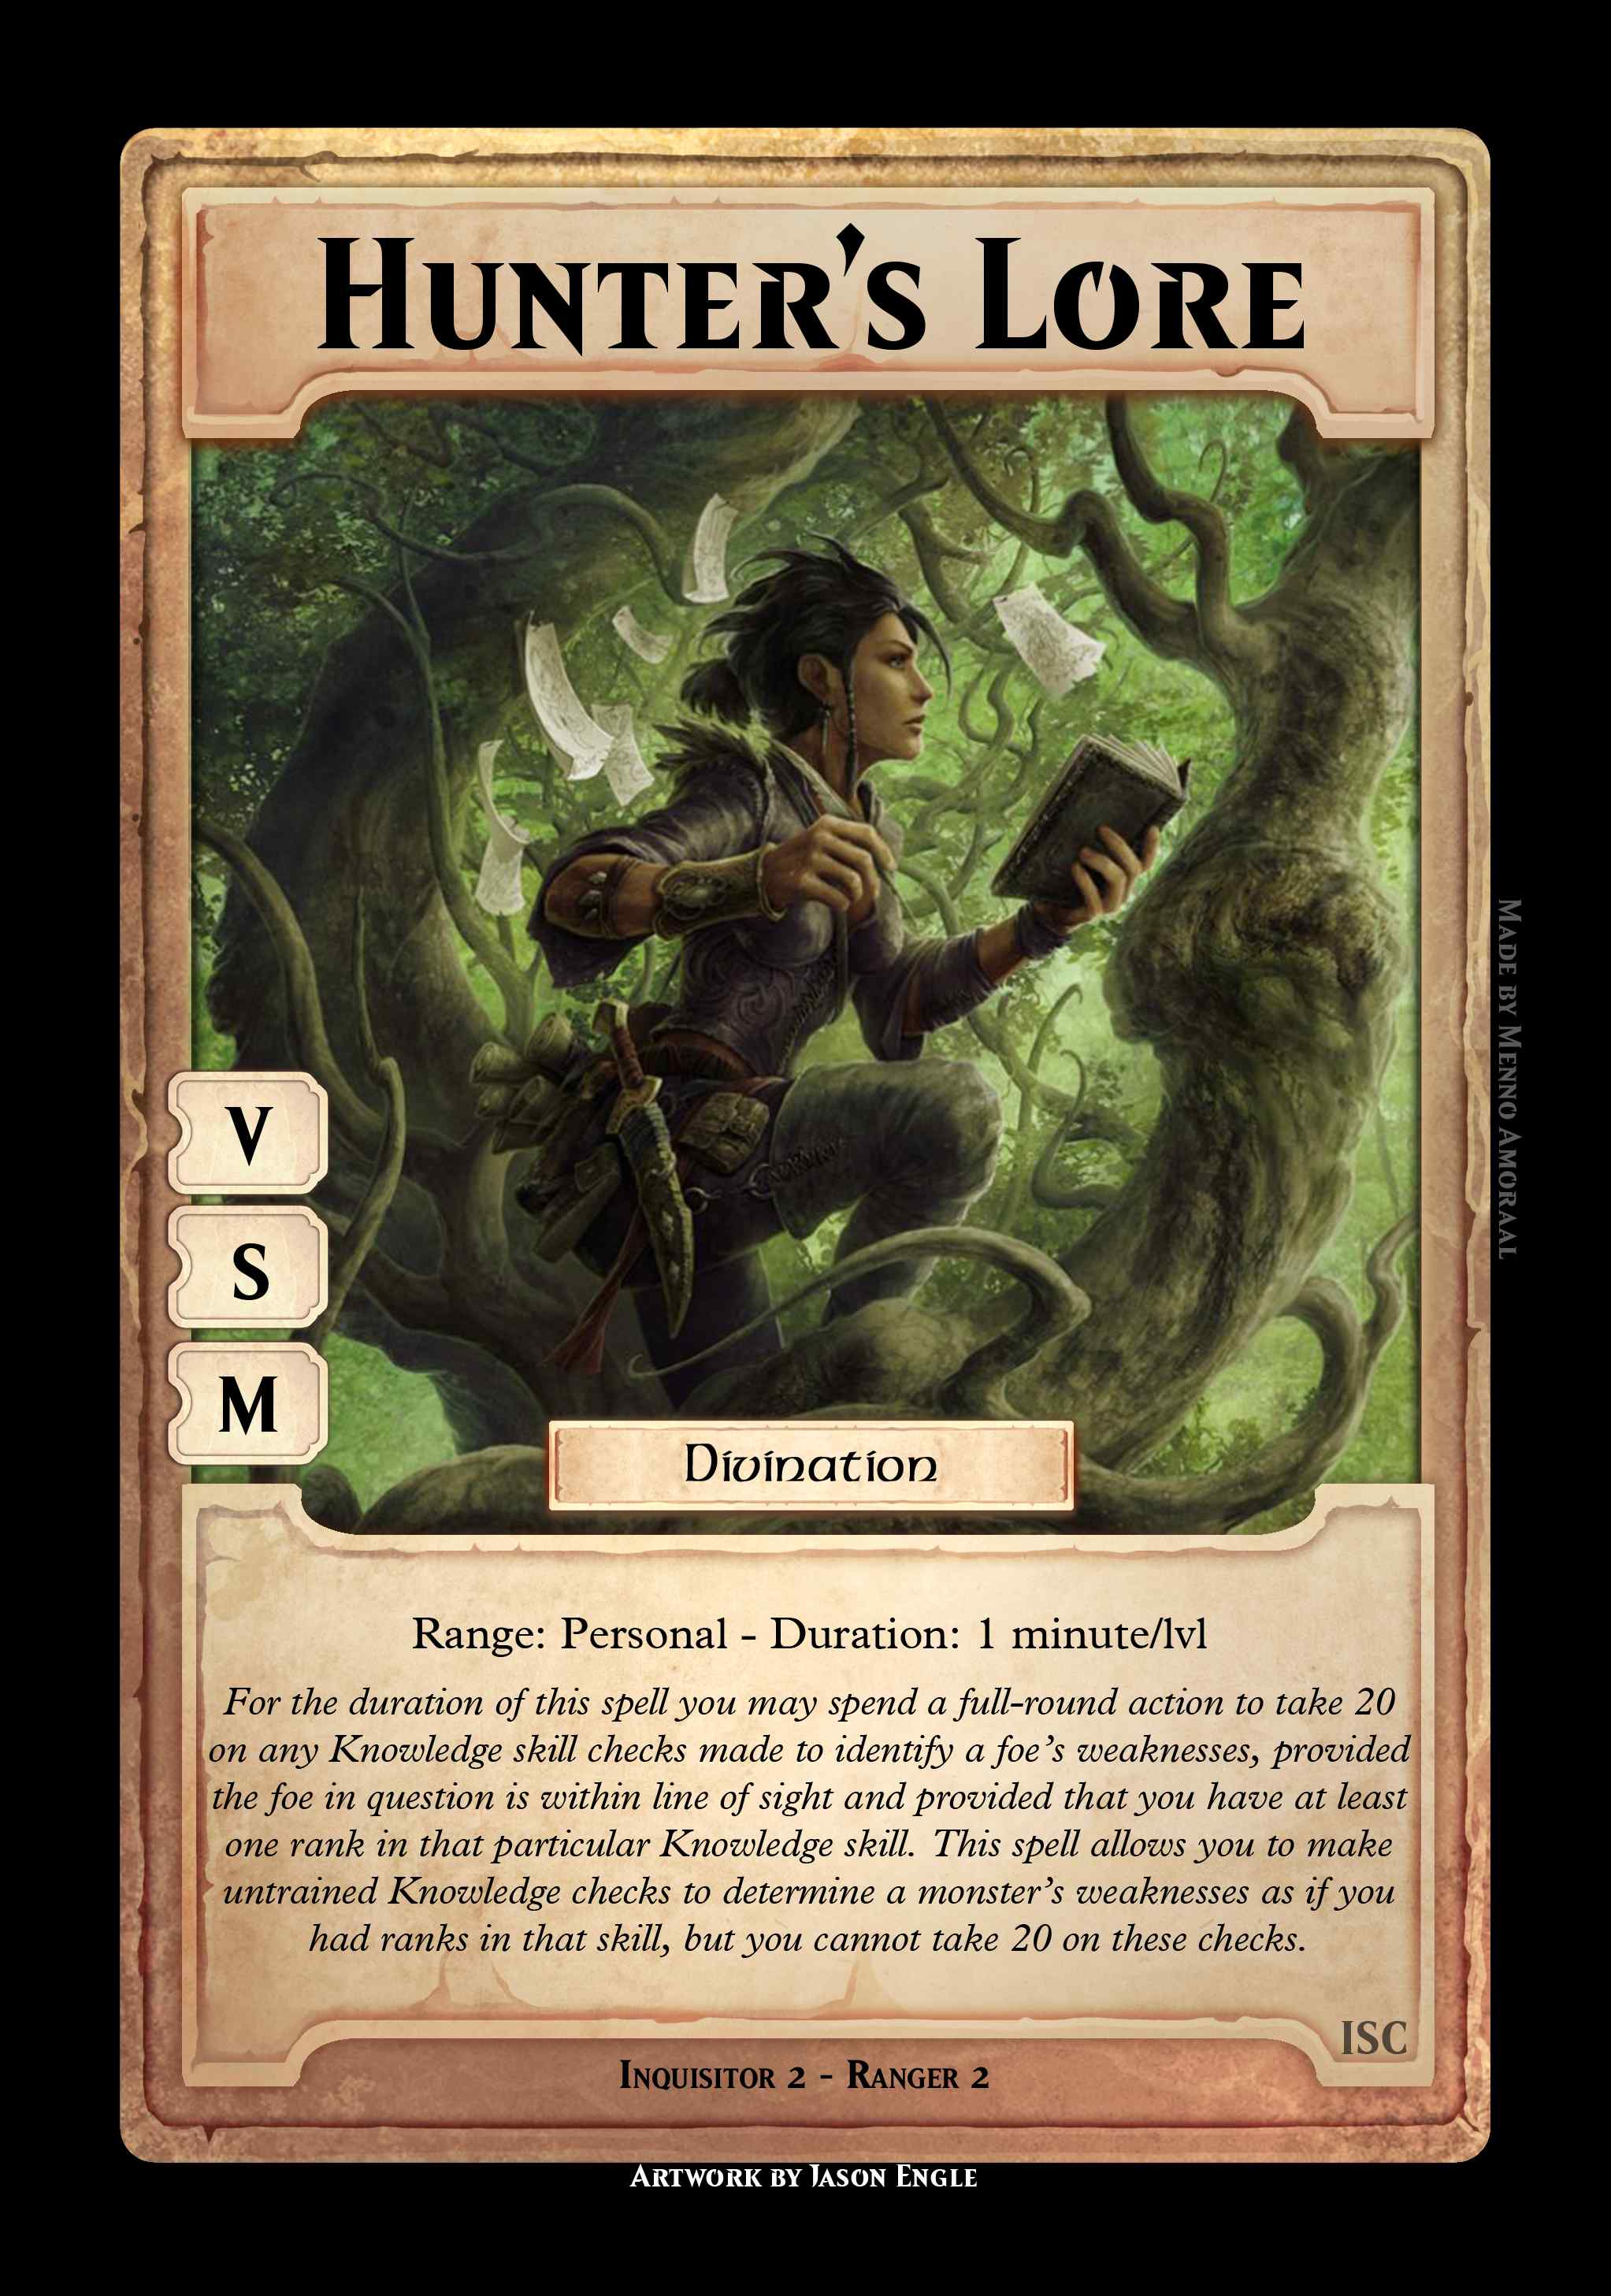 Hunter's Lore
V
S
M
Divination
Range: Personal - Duration: 1 minute/lvl
For the duration of this spell you may spend a full-round action to take 20
on any Knowledge skill checks made to identify a foe's weaknesses, provided
the foe in question is within line of sight and provided that you have at least
one rank in that particular Knowledge skill. This spell allows you to make
untrained Knowledge checks to determine a monster's weaknesses as if you
had ranks in that skill, but you cannot take 20 on these checks.
ISC
Inquisitor 2 - Ranger 2
Artwork by Jason Engle
Made by Menno Amoraal